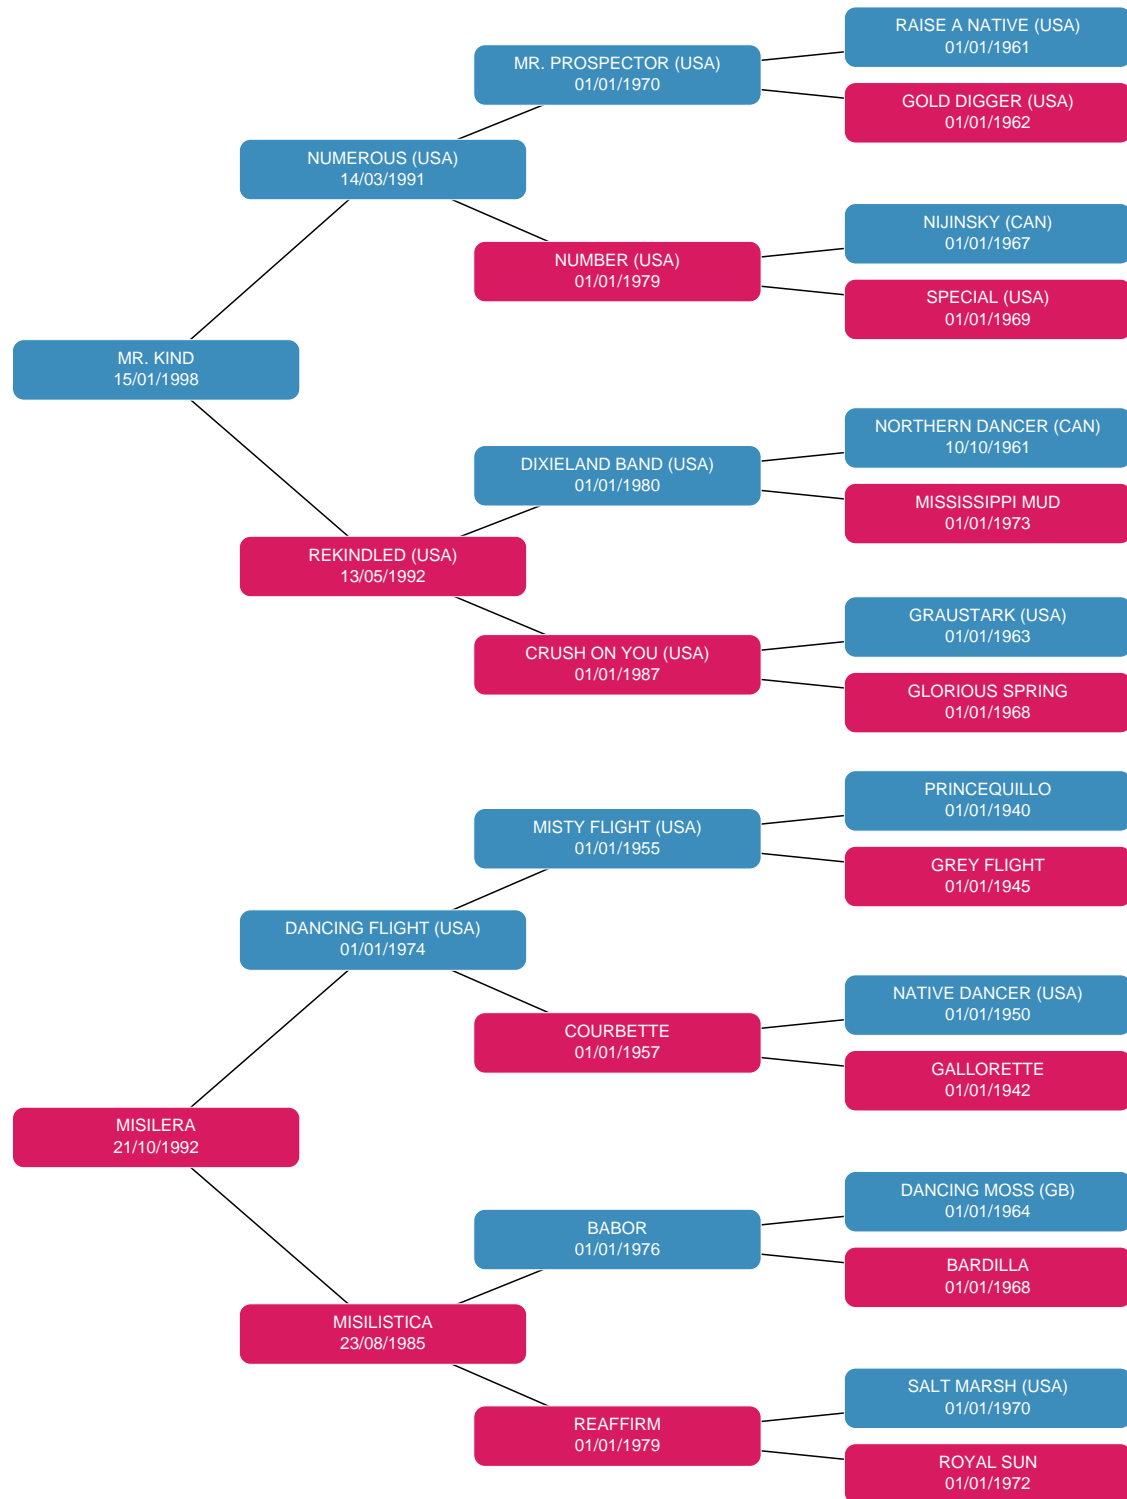 RAISE A NATIVE (USA)
01/01/1961
MR. PROSPECTOR (USA)
01/01/1970
GOLD DIGGER (USA)
01/01/1962
NUMEROUS (USA)
14/03/1991
NIJINSKY (CAN)
01/01/1967
NUMBER (USA)
01/01/1979
SPECIAL (USA)
01/01/1969
MR. KIND
15/01/1998
NORTHERN DANCER (CAN)
10/10/1961
DIXIELAND BAND (USA)
01/01/1980
MISSISSIPPI MUD
01/01/1973
REKINDLED (USA)
13/05/1992
GRAUSTARK (USA)
01/01/1963
CRUSH ON YOU (USA)
01/01/1987
GLORIOUS SPRING
01/01/1968
PRINCEQUILLO
01/01/1940
MISTY FLIGHT (USA)
01/01/1955
GREY FLIGHT
01/01/1945
DANCING FLIGHT (USA)
01/01/1974
NATIVE DANCER (USA)
01/01/1950
COURBETTE
01/01/1957
GALLORETTE
01/01/1942
MISILERA
21/10/1992
DANCING MOSS (GB)
01/01/1964
BABOR
01/01/1976
BARDILLA
01/01/1968
MISILISTICA
23/08/1985
SALT MARSH (USA)
01/01/1970
REAFFIRM
01/01/1979
ROYAL SUN
01/01/1972